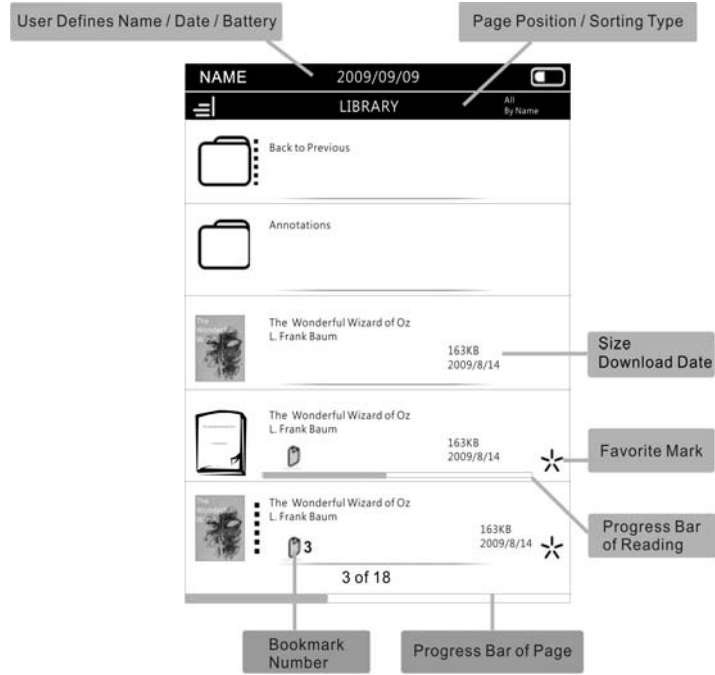 User Defines Name / Date / Battery
Page Position / Sorting Type
NAME 2009/09/09
LIBRARY
All
By Name
Back to Previous
Annotations
The Wonderful Wizard of Oz
L. Frank Baum
163KB
2009/8/14
Size
Download Date
The Wonderful Wizard of Oz
L. Frank Baum
163KB
2009/8/14
Favorite Mark
The Wonderful Wizard of Oz
L. Frank Baum
163KB
2009/8/14
3
Progress Bar
of Reading
3 of 18
Bookmark
Number
Progress Bar of Page